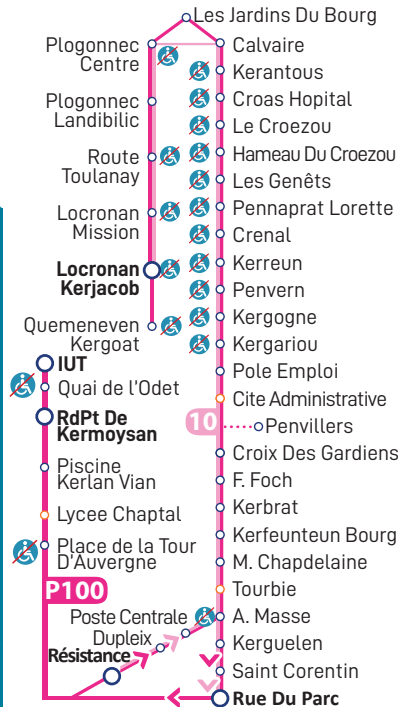 Les Jardins Du Bourg
Plogonnec
Centre
Plogonnec
Landibilic
Route
Toulanay
Locronan
Mission
Locronan
Kerjacob
Quemeneven
Kergoat
Calvaire
Kerantous
Croas Hopital
Le Croezou
Hameau Du Croezou
Les Genêts
Pennaprat Lorette
Crenal
Kerreun
Penvern
Kergogne
Kergariou
Pole Emploi
Cite Administrative
10
Penvillers
Croix Des Gardiens
F. Foch
Kerbrat
Kerfeunteun Bourg
M. Chapdelaine
Tourbie
A. Masse
Kerguelen
Saint Corentin
Rue Du Parc
IUT
Quai de l'Odet
RdPt De
Kermoysan
Piscine
Kerlan Vian
Lycee Chaptal
Place de la Tour
D'Auvergne
P100
Poste Centrale
Dupleix
Résistance